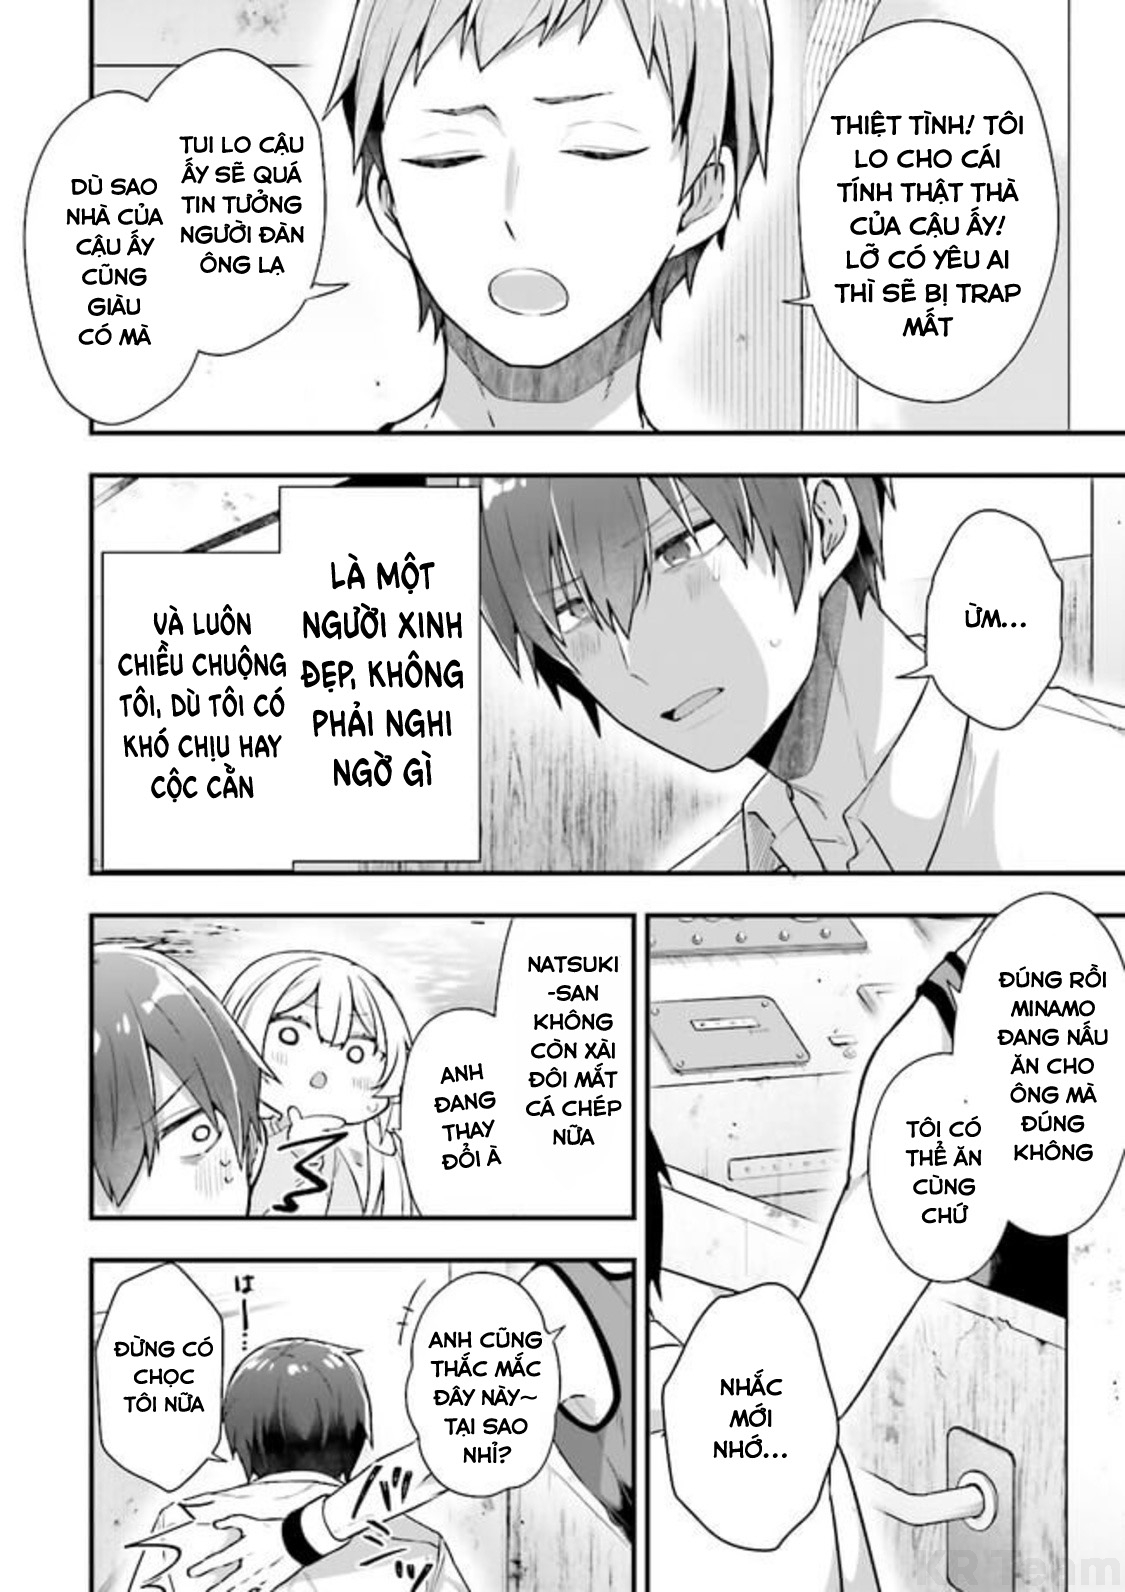 THIỆT TÌNH! TÔI
LO CHO CÁI
TÍNH THẬT THÀ
CỦA CẬU ẤY!
LỠ CÓ YÊU AI
THÌ SẼ BỊ TRAP
MẤT
TUI LO CẬU
ẤY SẼ QUÁ
TIN TƯỞNG
NGƯỜI ĐÀN
ÔNG LẠ
DÙ SAO
NHÀ CỦA
CẬU ẤY
CŨNG
GIÀU
CÓ MÀ
ỪM...
LÀ MỘT
NGƯỜI XINH
ĐẸP, KHÔNG
PHẢI NGHI
NGỜ GÌ
VÀ LUÔN
CHIỀU CHUỘNG
TÔI, DÙ TÔI CÓ
KHÓ CHỊU HAY
CỘC CẰN
ĐÚNG RỒI
MINAMO
ĐANG NẤU
ĂN CHO
ÔNG MÀ
ĐÚNG
KHÔNG
TÔI CÓ
THỂ ĂN
CÙNG
CHỨ
NHẮC
MỚI
NHỚ...
NATSUKI
-SAN
KHÔNG
CÒN XÀI
ĐÔI MẮT
CÁ CHÉP
NỮA
ANH
ĐANG
THAY
ĐỔI À
ANH CŨNG
THẮC MẮC
ĐÂY NÀY~
TẠI SAO
NHỈ?
はーー...
ĐỪNG CÓ
CHỌC
TÔI NỮA
KRTeam